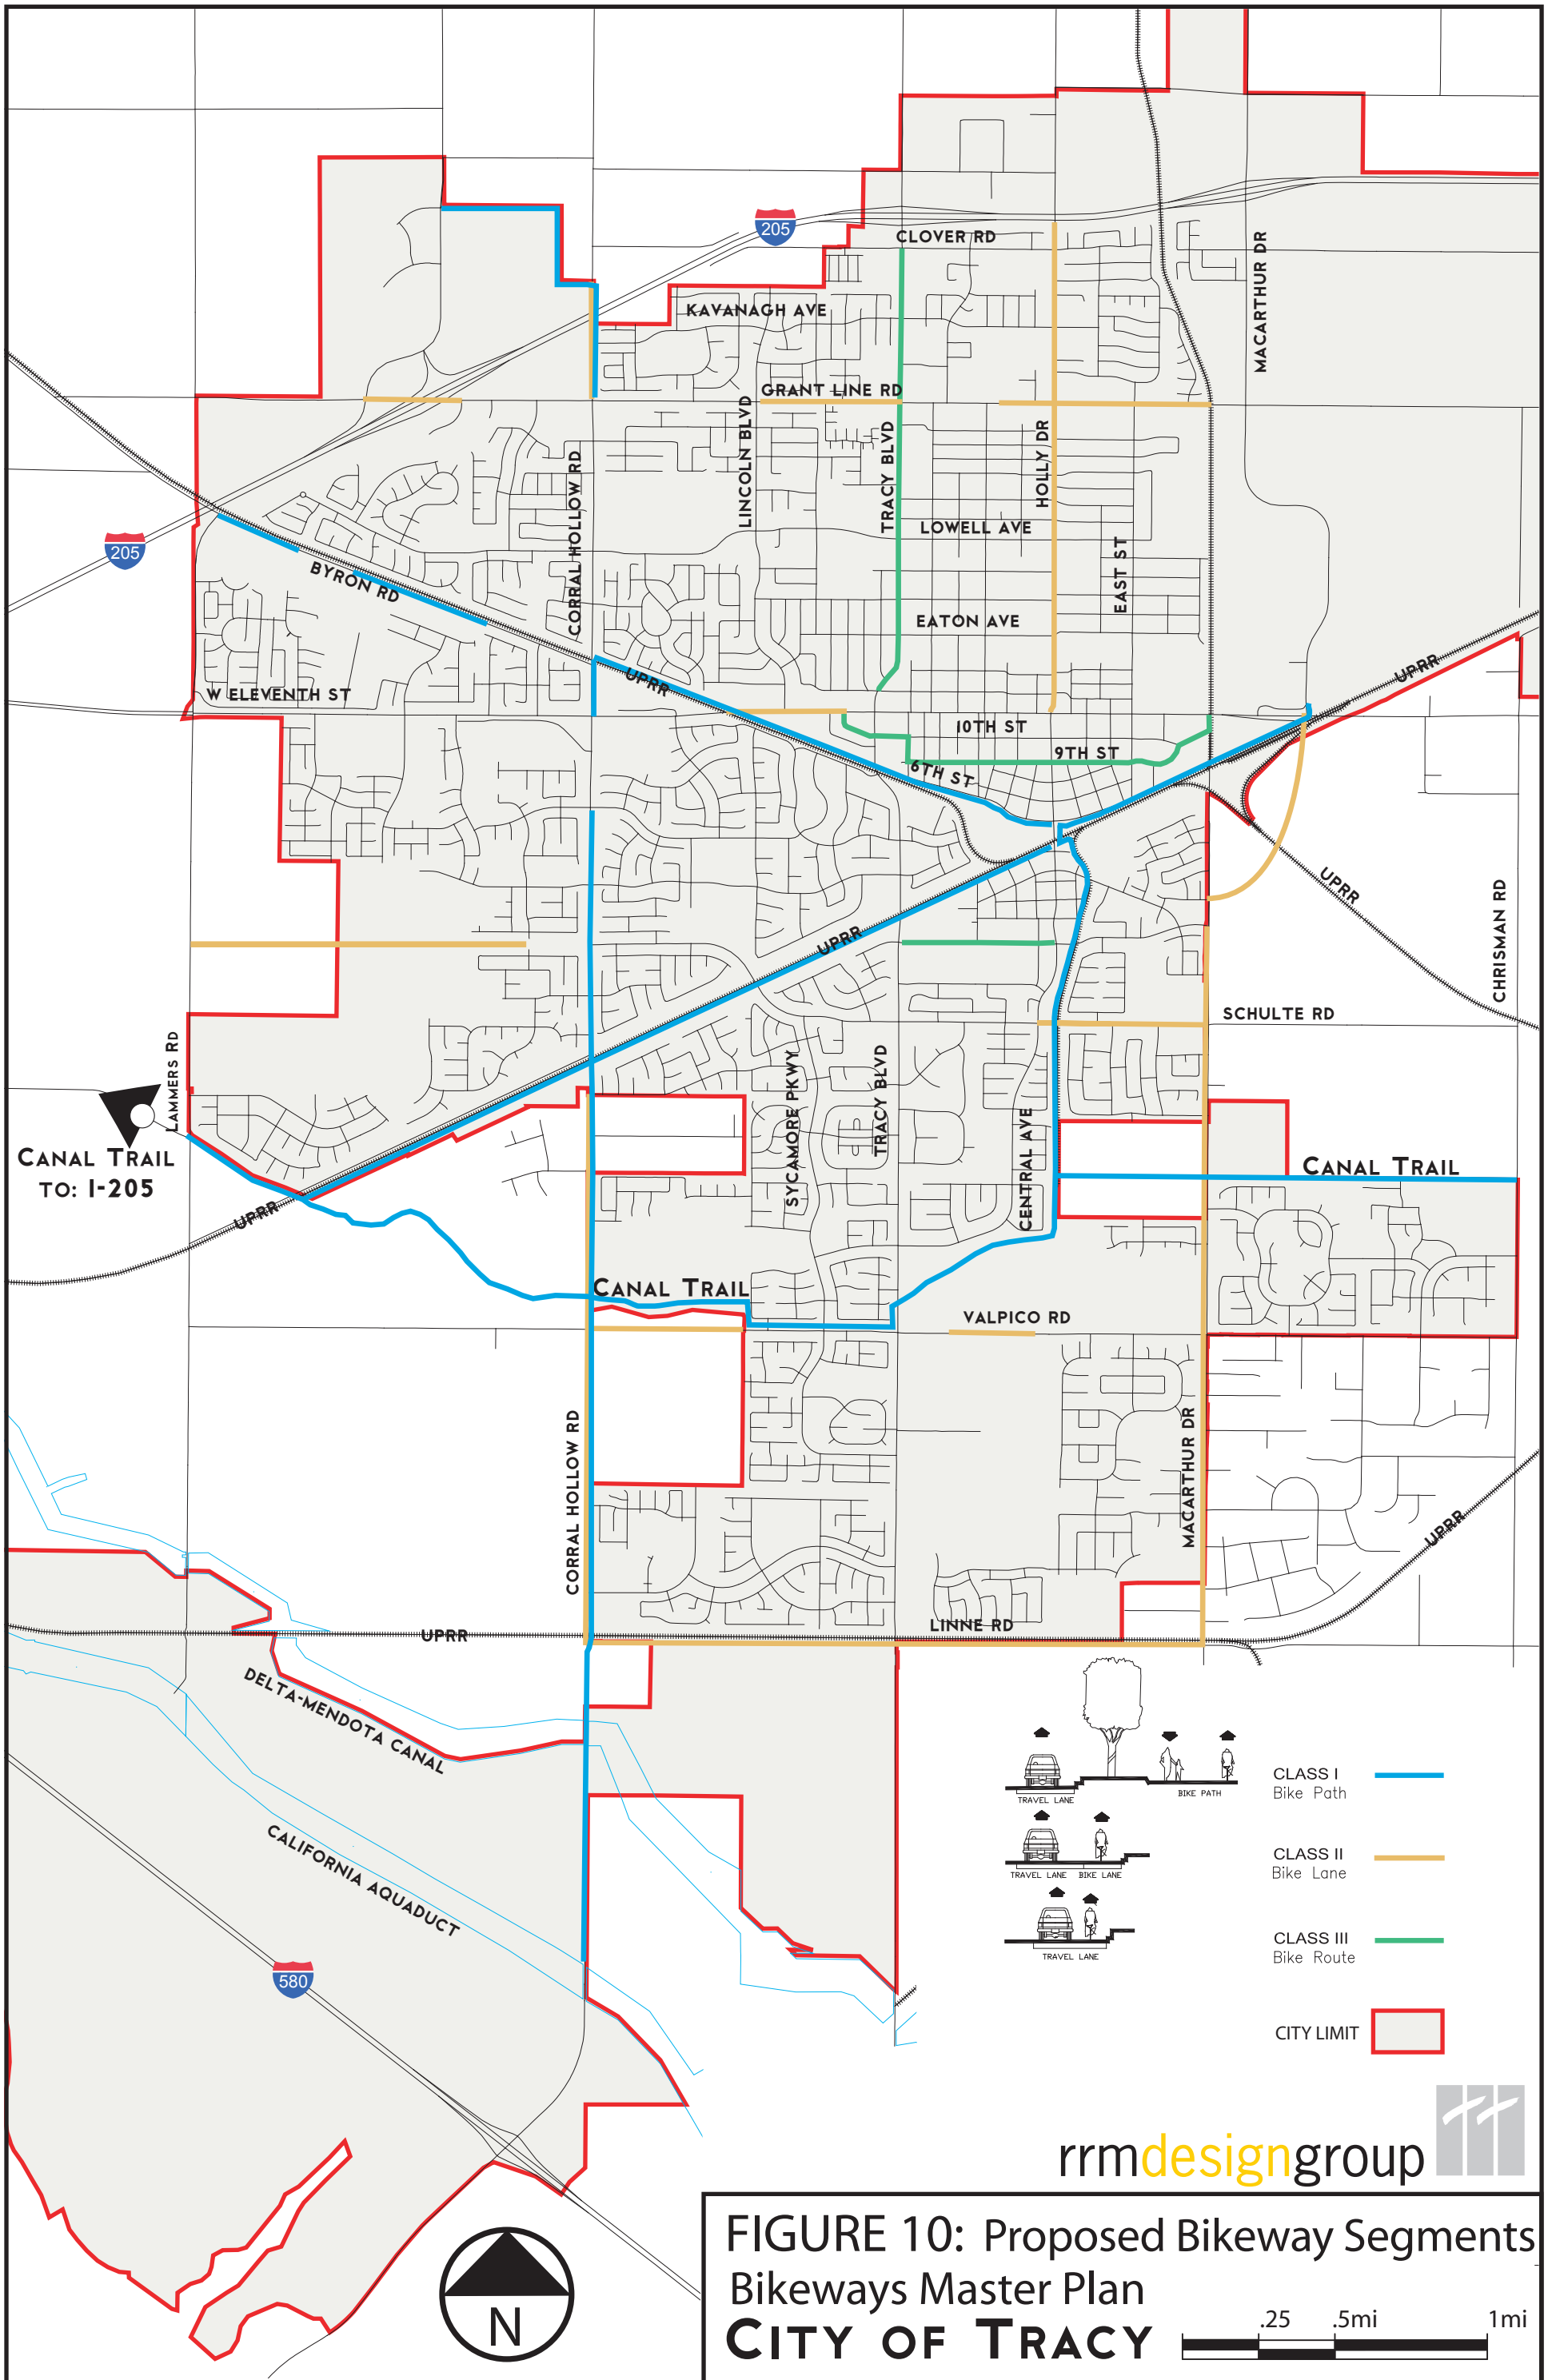 205
CLOVER RD
MACARTHUR DR
KAVANAGH AVE
GRANT LINE RD
LINCOLN BLVD
TRACY BLVD
HOLLY DR
CORRAL HOLLOW RD
LOWELL AVE
EAST ST
205
BYRON RD
EATON AVE
UPRR
UPRR
W ELEVENTH ST
10TH ST
9TH ST
6TH ST
UPRR
CHRISMAN RD
UPRR
SCHULTE RD
LAMMERS RD
SYCAMORE PKWY
TRACY BLVD
CENTRAL AVE
CANAL TRAIL
TO: I-205
CANAL TRAIL
UPRR
CANAL TRAIL
VALPICO RD
CORRAL HOLLOW RD
MACARTHUR DR
UPRR
LINNE RD
UPRR
DELTA-MENDOTA CANAL
CALIFORNIA AQUADUCT
580
TRAVEL LANE
BIKE PATH
CLASS I
Bike Path
TRAVEL LANE
BIKE LANE
CLASS II
Bike Lane
TRAVEL LANE
CLASS III
Bike Route
CITY LIMIT
rrmdesigngroup
N
FIGURE 10: Proposed Bikeway Segments
Bikeways Master Plan
CITY OF TRACY
.25 .5mi 1mi